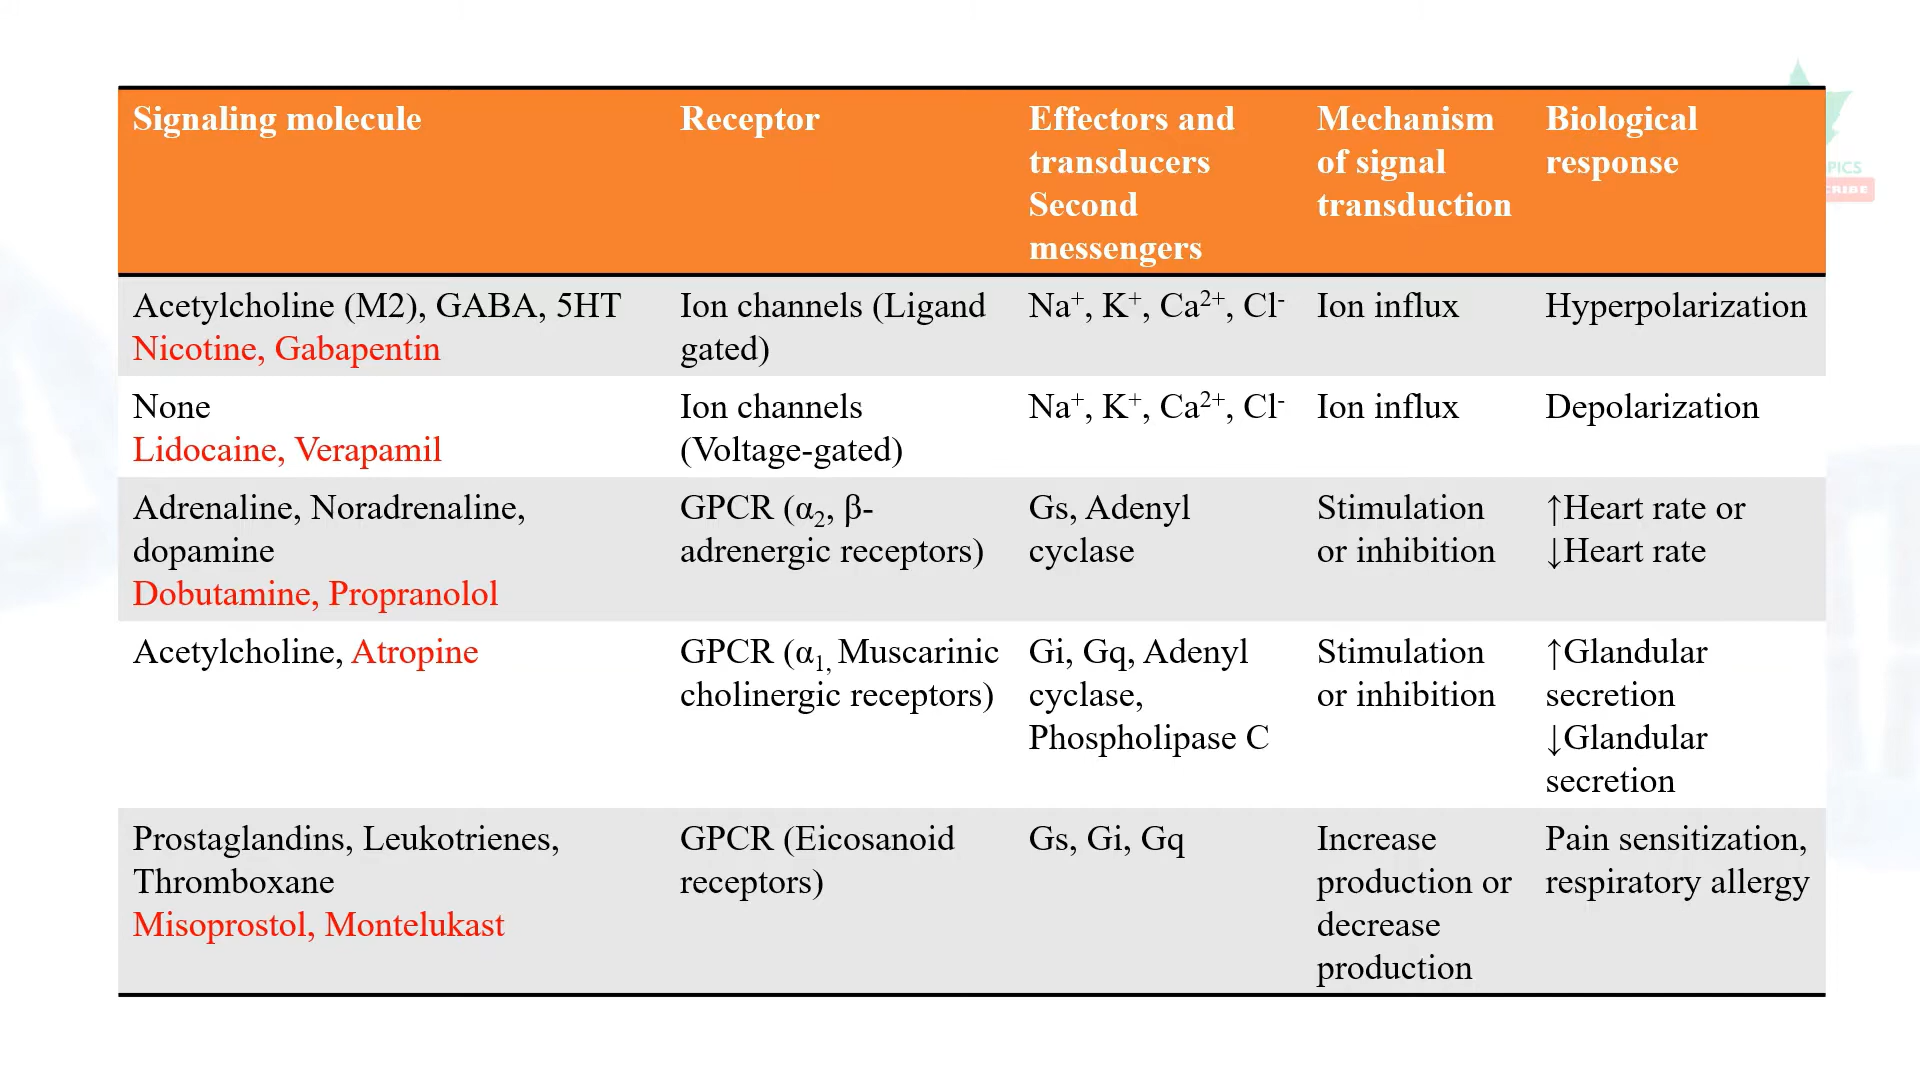 Signaling molecule
Receptor
Effectors and
transducers
Second
messengers
Mechanism
of signal
transduction
Biological
response
PICS
CRIBE
Acetylcholine (M2), GABA, 5HT
Nicotine, Gabapentin
Ion channels (Ligand
gated)
Na⁺, K⁺, Ca²⁺, Cl⁻
Ion influx
Hyperpolarization
None
Lidocaine, Verapamil
Ion channels
(Voltage-gated)
Na⁺, K⁺, Ca²⁺, Cl⁻
Ion influx
Depolarization
Adrenaline, Noradrenaline,
dopamine
Dobutamine, Propranolol
GPCR (α₂, β-
adrenergic receptors)
Gs, Adenyl
cyclase
Stimulation
or inhibition
↑Heart rate or
↓Heart rate
Acetylcholine, Atropine
GPCR (α₁, Muscarinic
cholinergic receptors)
Gi, Gq, Adenyl
cyclase,
Phospholipase C
Stimulation
or inhibition
↑Glandular
secretion
↓Glandular
secretion
Prostaglandins, Leukotrienes,
Thromboxane
Misoprostol, Montelukast
GPCR (Eicosanoid
receptors)
Gs, Gi, Gq
Increase
production or
decrease
production
Pain sensitization,
respiratory allergy